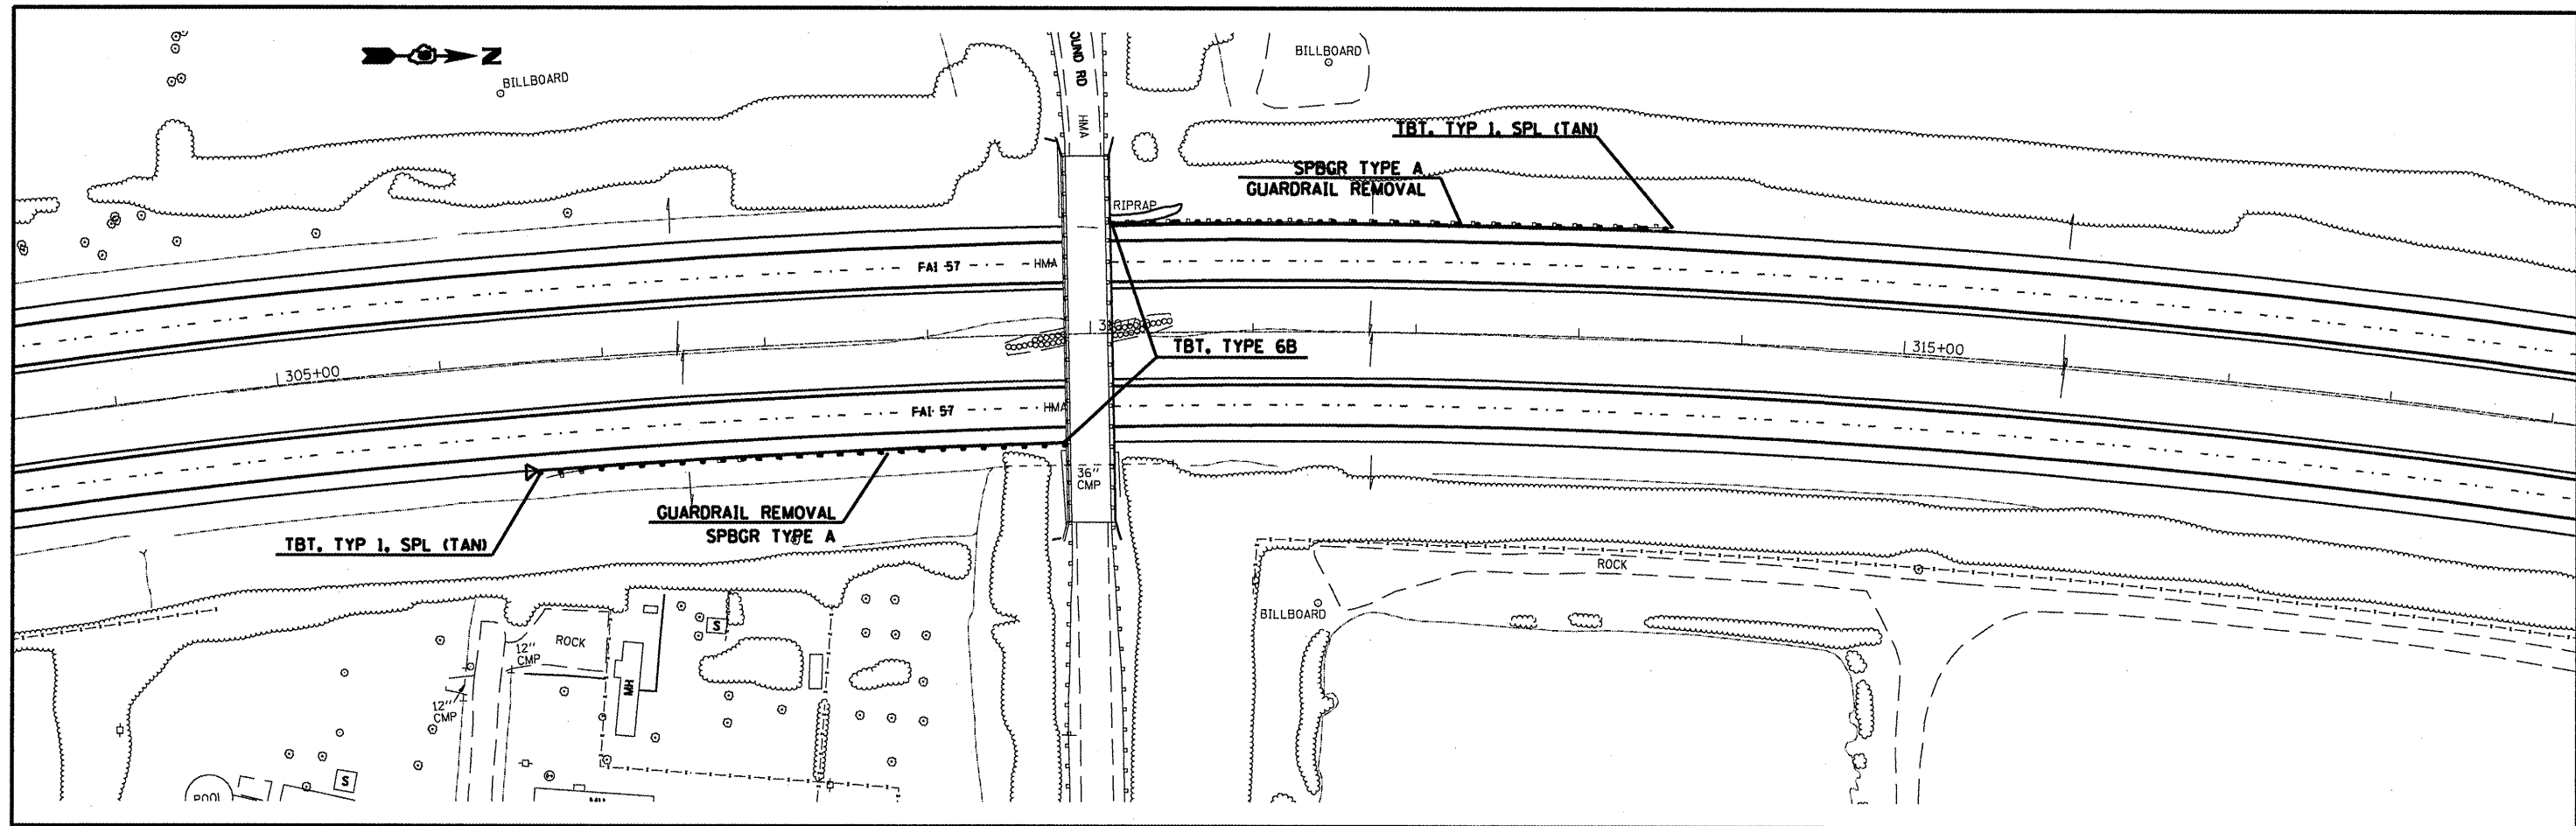 N
BILLBOARD
OUND RD
HMA
BILLBOARD
TBT, TYP 1, SPL (TAN)
SPBGR TYPE A
GUARDRAIL REMOVAL
RIPRAP
FAI 57
HMA
TBT, TYPE 6B
305+00
315+00
FAI 57
HMA
36"
CMP
GUARDRAIL REMOVAL
SPBGR TYPE A
TBT, TYP 1, SPL (TAN)
ROCK
BILLBOARD
S
ROCK
12"
CMP
MH
12"
CMP
S
POOL
MH